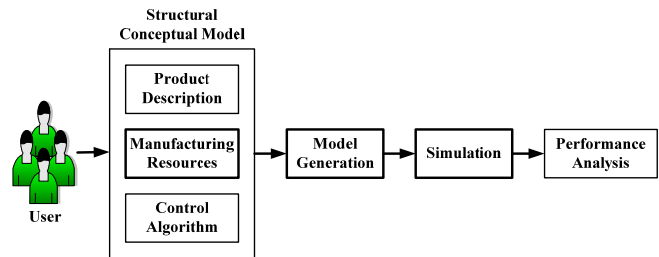 Structural
Conceptual Model
Product
Description
Manufacturing
Resources
Control
Algorithm
User
Model
Generation
Simulation
Performance
Analysis